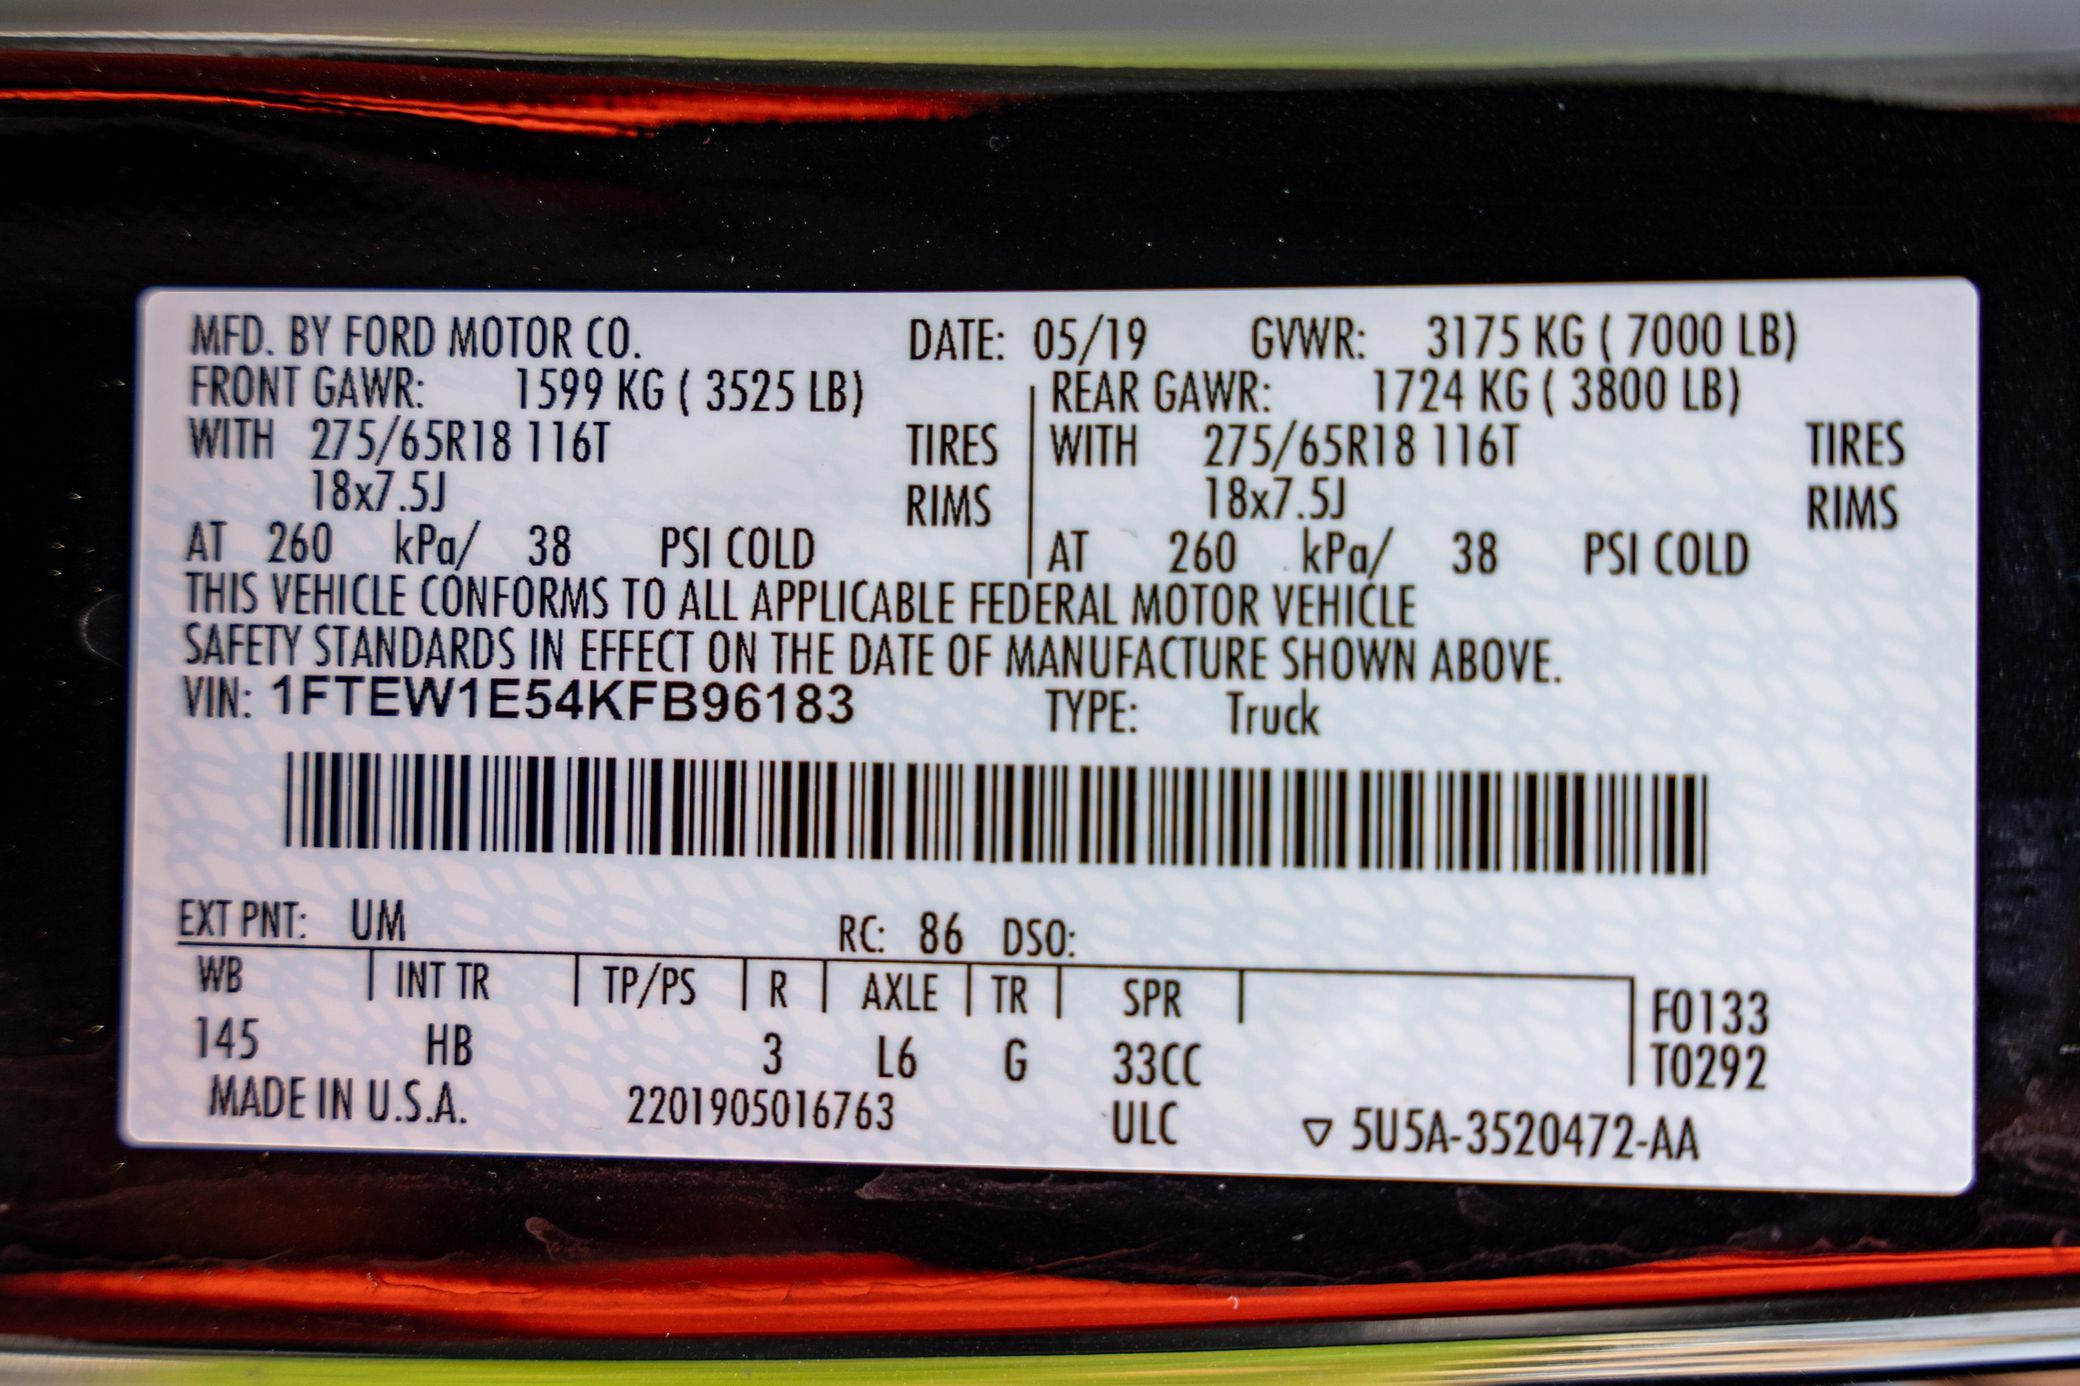 MFD. BY FORD MOTOR CO. DATE: 05/19 GVWR: 3175 KG ( 7000 LB)
FRONT GAWR: 1599 KG ( 3525 LB) REAR GAWR: 1724 KG ( 3800 LB)
WITH 275/65R18 116T TIRES WITH 275/65R18 116T TIRES
18x7.5J RIMS 18x7.5J RIMS
AT 260 kPa/ 38 PSI COLD AT 260 kPa/ 38 PSI COLD
THIS VEHICLE CONFORMS TO ALL APPLICABLE FEDERAL MOTOR VEHICLE
SAFETY STANDARDS IN EFFECT ON THE DATE OF MANUFACTURE SHOWN ABOVE.
VIN: 1FTEW1E54KFB96183 TYPE: Truck
EXT PNT: UM RC: 86 DSO:
WB INT TR TP/PS R AXLE TR SPR F0133
145 HB 3 L6 G 33CC T0292
MADE IN U.S.A. 2201905016763 ULC ▽ 5U5A-3520472-AA